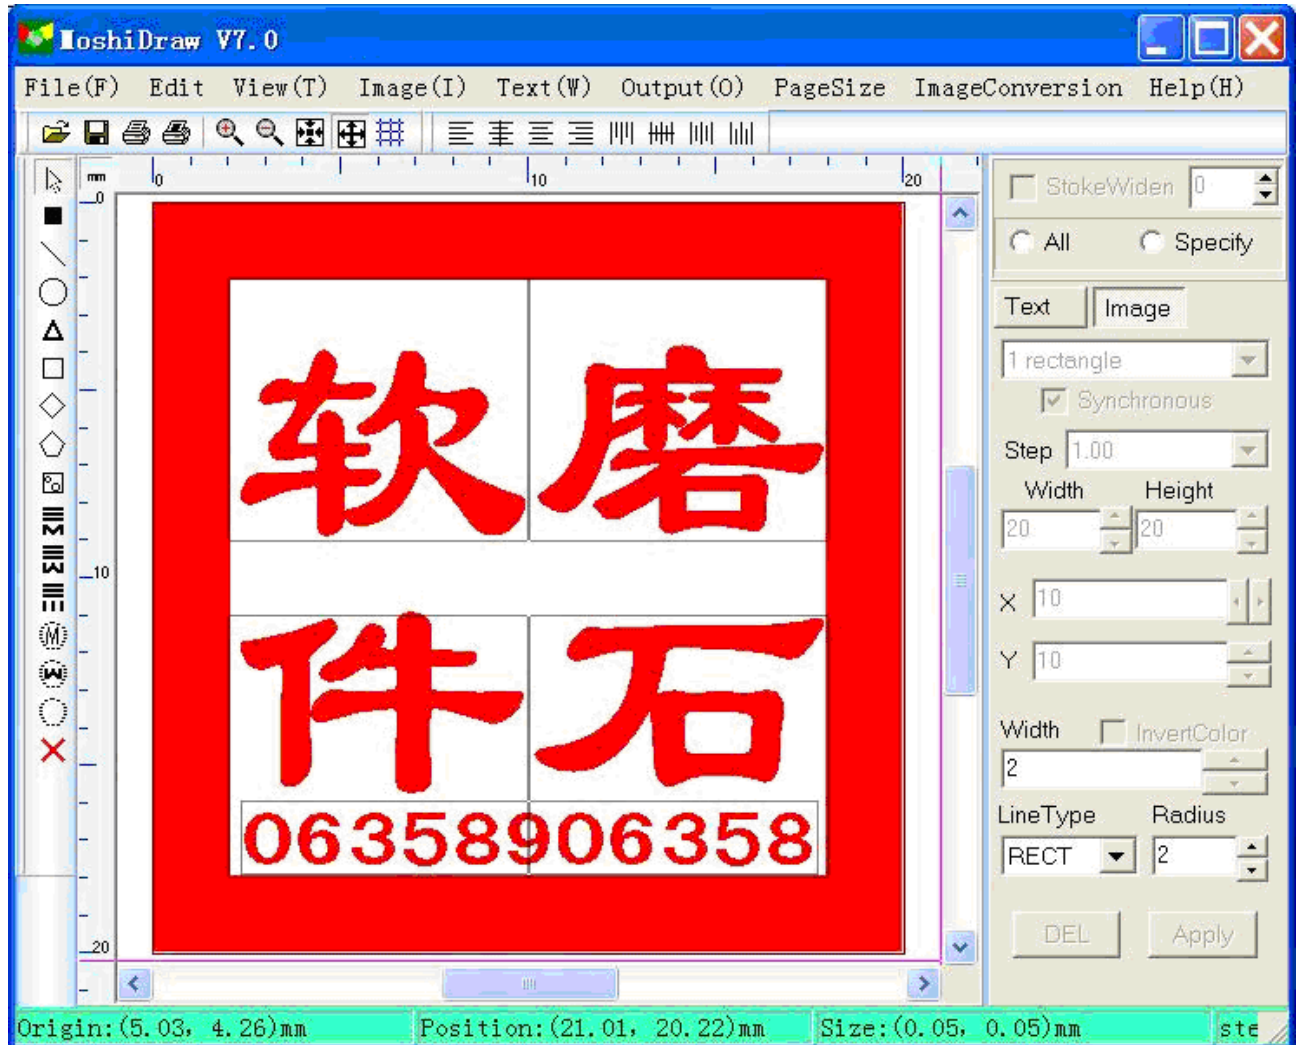 MoshiDraw V7.0
File(F) Edit View(T) Image(I) Text(W) Output(O) PageSize ImageConversion Help(H)
mm 0 10 20
0
10
20
软 磨
件 石
06358906358
StokeWiden 0
All Specify
Text Image
1 rectangle
Synchronous
Step 1.00
Width Height
20 20
X 10
Y 10
Width InvertColor
2
LineType Radius
RECT 2
DEL Apply
Origin:(5.03, 4.26)mm Position:(21.01, 20.22)mm Size:(0.05, 0.05)mm ste